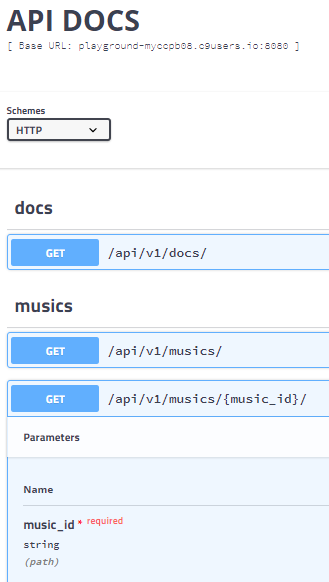 API DOCS
[ Base URL: playground-myccpb08.c9users.io:8080 ]
Schemes
HTTP
docs
GET /api/v1/docs/
musics
GET /api/v1/musics/
GET /api/v1/musics/{music_id}/
Parameters
Name
music_id * required
string
(path)